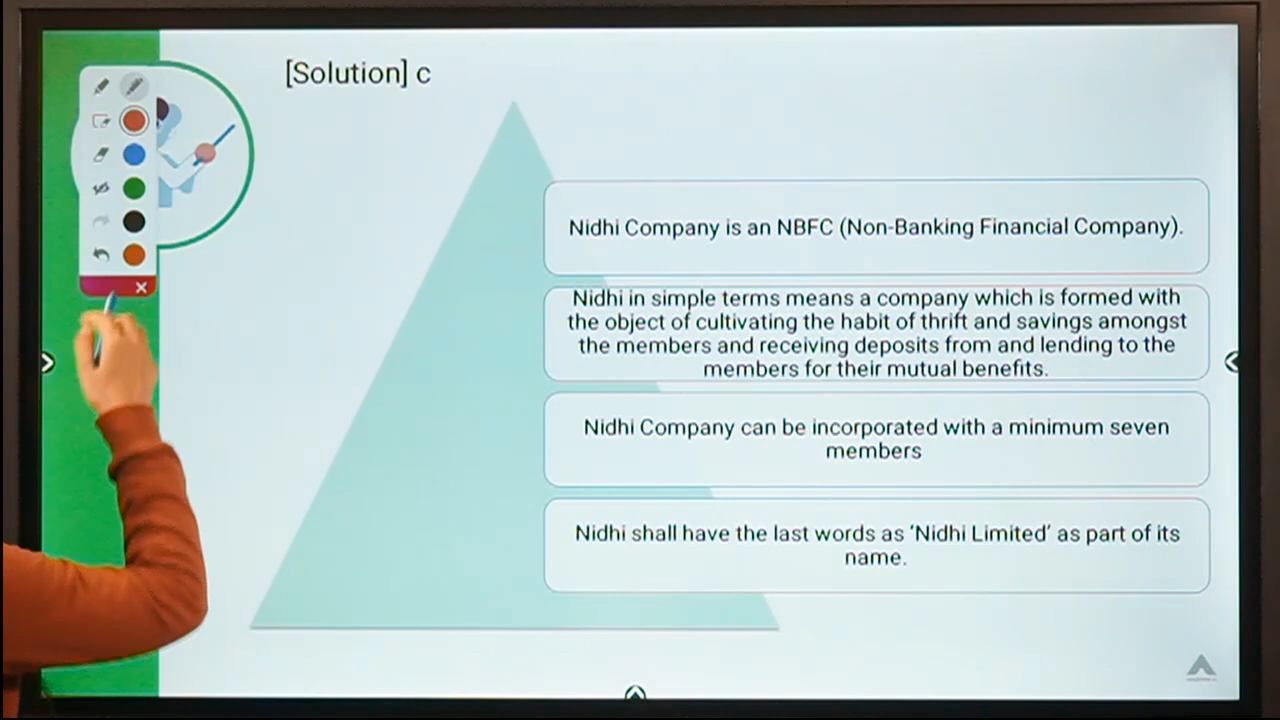 [Solution] c
Nidhi Company is an NBFC (Non-Banking Financial Company).
Nidhi in simple terms means a company which is formed with
the object of cultivating the habit of thrift and savings amongst
the members and receiving deposits from and lending to the
members for their mutual benefits.
Nidhi Company can be incorporated with a minimum seven
members
Nidhi shall have the last words as ‘Nidhi Limited’ as part of its
name.